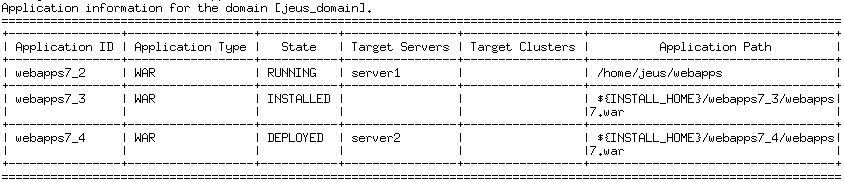 Application information for the domain [jeus_domain].
================================================================================
+----------------+------------------+-----------+----------------+-----------------+----------------------------------+
| Application ID | Application Type |   State   | Target Servers | Target Clusters |         Application Path         |
+----------------+------------------+-----------+----------------+-----------------+----------------------------------+
| webapps7_2     | WAR              | RUNNING   | server1        |                 | /home/jeus/webapps               |
+----------------+------------------+-----------+----------------+-----------------+----------------------------------+
| webapps7_3     | WAR              | INSTALLED |                |                 | ${INSTALL_HOME}/webapps7_3/webapps|
|                |                  |           |                |                 |7.war                             |
+----------------+------------------+-----------+----------------+-----------------+----------------------------------+
| webapps7_4     | WAR              | DEPLOYED  | server2        |                 | ${INSTALL_HOME}/webapps7_4/webapps|
|                |                  |           |                |                 |7.war                             |
+----------------+------------------+-----------+----------------+-----------------+----------------------------------+
================================================================================